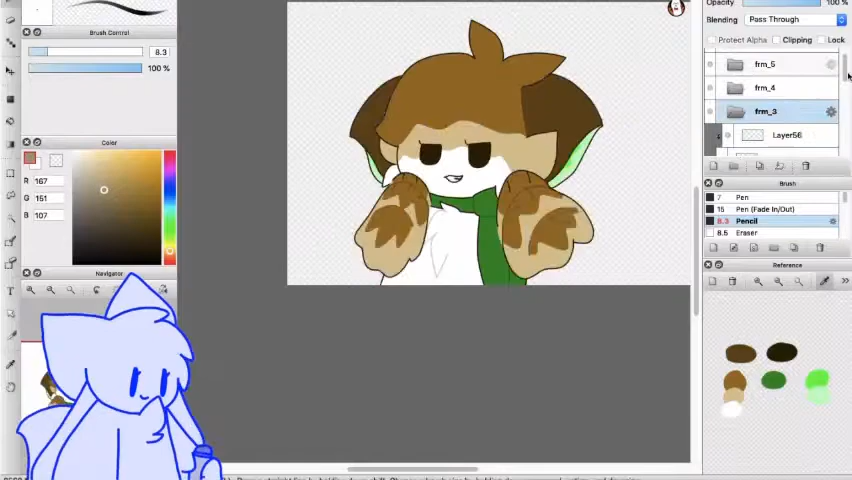 Opacity 100 %
Blending Pass Through
Protect Alpha Clipping Lock
frm_5
frm_4
frm_3
Layer56
Brush Control
8.3
100 %
Color
R 167
G 151
B 107
Brush
7 Pen
15 Pen (Fade In/Out)
8.3 Pencil
8.5 Eraser
Navigator
Reference